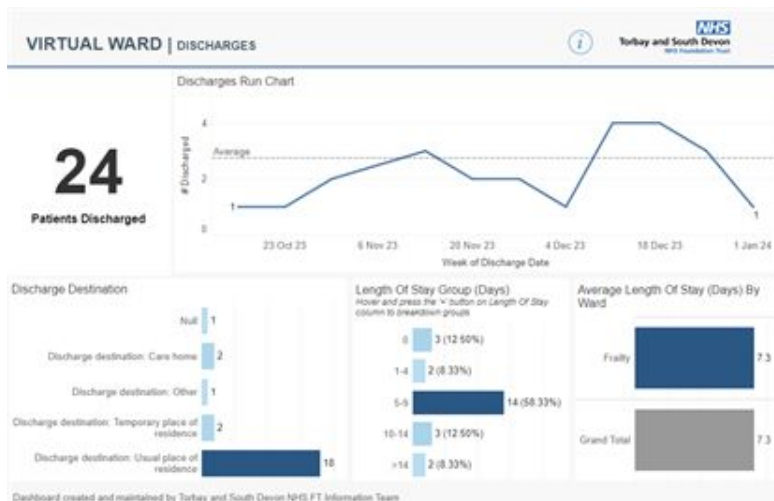 VIRTUAL WARD | DISCHARGES
i
NHS
Torbay and South Devon
NHS Foundation Trust
24
Patients Discharged
Discharges Run Chart
# Discharged
4
2
0
Average
1
1
23 Oct 23
6 Nov 23
20 Nov 23
4 Dec 23
18 Dec 23
1 Jan 24
Week of Discharge Date
Discharge Destination
Null 1
Discharge destination: Care home 2
Discharge destination: Other 1
Discharge destination: Temporary place of
residence 2
Discharge destination: Usual place of
residence 18
Length Of Stay Group (Days)
Hover and press the '+' button on Length Of Stay
column to breakdown groups
0 3 (12.50%)
1-4 2 (8.33%)
5-9 14 (58.33%)
10-14 3 (12.50%)
>14 2 (8.33%)
Average Length Of Stay (Days) By
Ward
Frailty 7.3
Grand Total 7.3
Dashboard created and maintained by Torbay and South Devon NHS FT Information Team